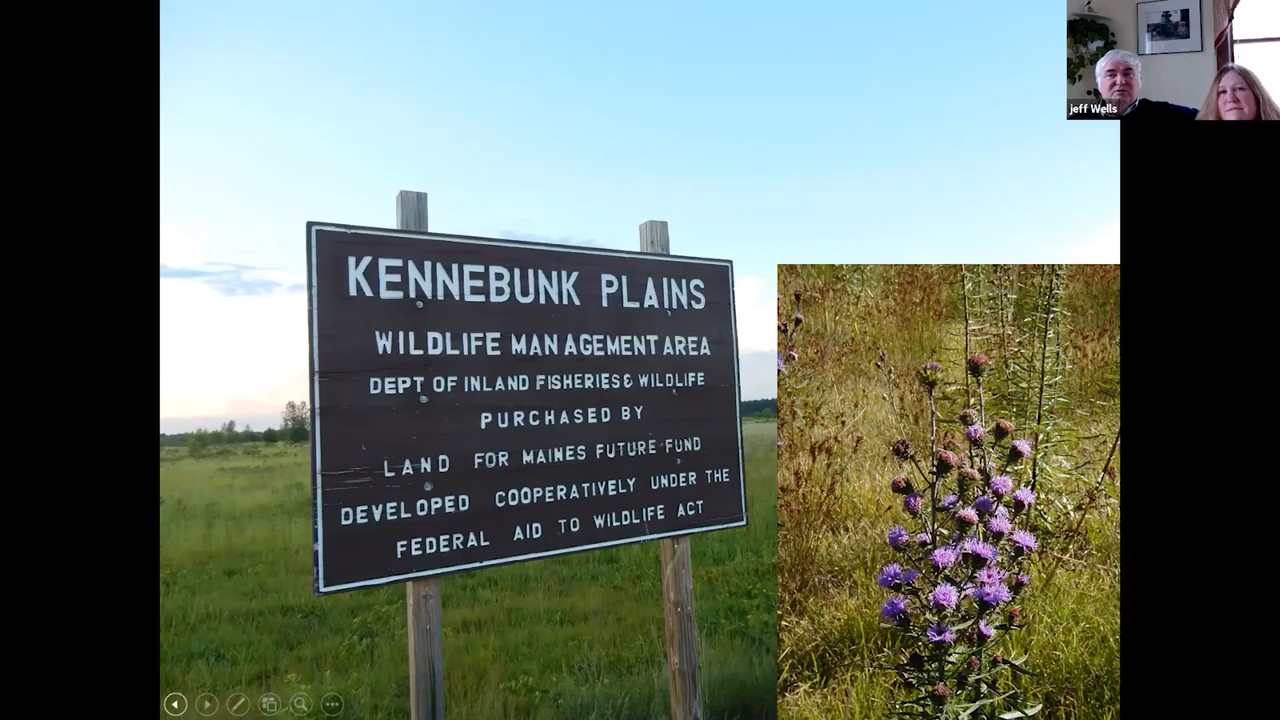 jeff Wells
KENNEBUNK PLAINS
WILDLIFE MANAGEMENT AREA
DEPT OF INLAND FISHERIES & WILDLIFE
PURCHASED BY
LAND FOR MAINES FUTURE FUND
DEVELOPED COOPERATIVELY UNDER THE
FEDERAL AID TO WILDLIFE ACT